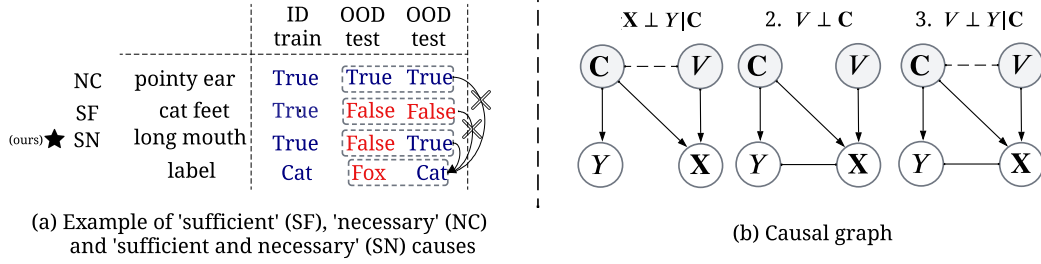 ID OOD OOD
train test test
NC pointy ear True True True
SF cat feet True False False
(ours) SN long mouth True False True
label Cat Fox Cat
(a) Example of 'sufficient' (SF), 'necessary' (NC)
and 'sufficient and necessary' (SN) causes
X ⊥ Y|C 2. V ⊥ C 3. V ⊥ Y|C
C V C V C V
Y X Y X Y X
(b) Causal graph